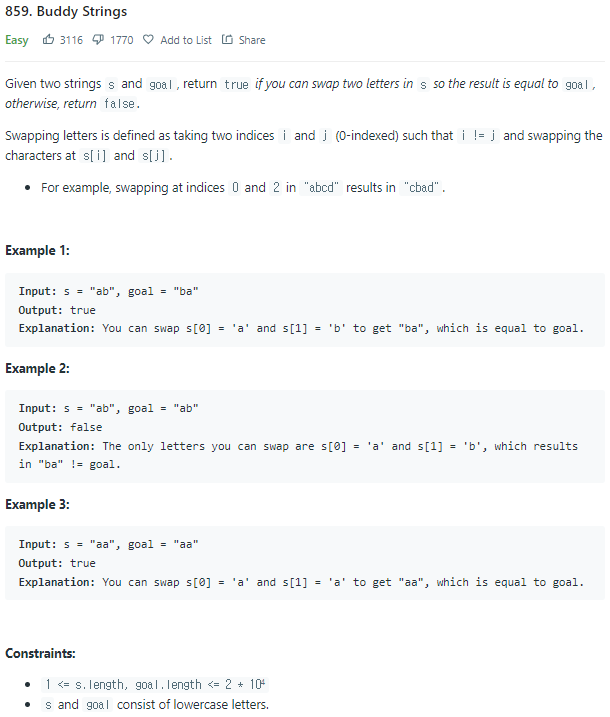 859. Buddy Strings
Easy 3116 1770 Add to List Share
Given two strings s and goal, return true if you can swap two letters in s so the result is equal to goal,
otherwise, return false.
Swapping letters is defined as taking two indices i and j (0-indexed) such that i != j and swapping the
characters at s[i] and s[j].
• For example, swapping at indices 0 and 2 in "abcd" results in "cbad".
Example 1:
Input: s = "ab", goal = "ba"
Output: true
Explanation: You can swap s[0] = 'a' and s[1] = 'b' to get "ba", which is equal to goal.
Example 2:
Input: s = "ab", goal = "ab"
Output: false
Explanation: The only letters you can swap are s[0] = 'a' and s[1] = 'b', which results
in "ba" != goal.
Example 3:
Input: s = "aa", goal = "aa"
Output: true
Explanation: You can swap s[0] = 'a' and s[1] = 'a' to get "aa", which is equal to goal.
Constraints:
• 1 <= s.length, goal.length <= 2 * 10⁴
• s and goal consist of lowercase letters.